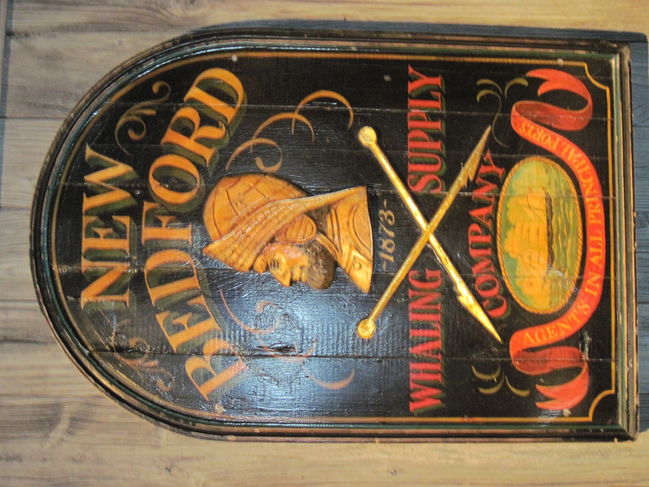 NEW
BEDFORD
-1873-
WHALING SUPPLY
COMPANY
AGENTS IN ALL PRINCIPAL PORTS